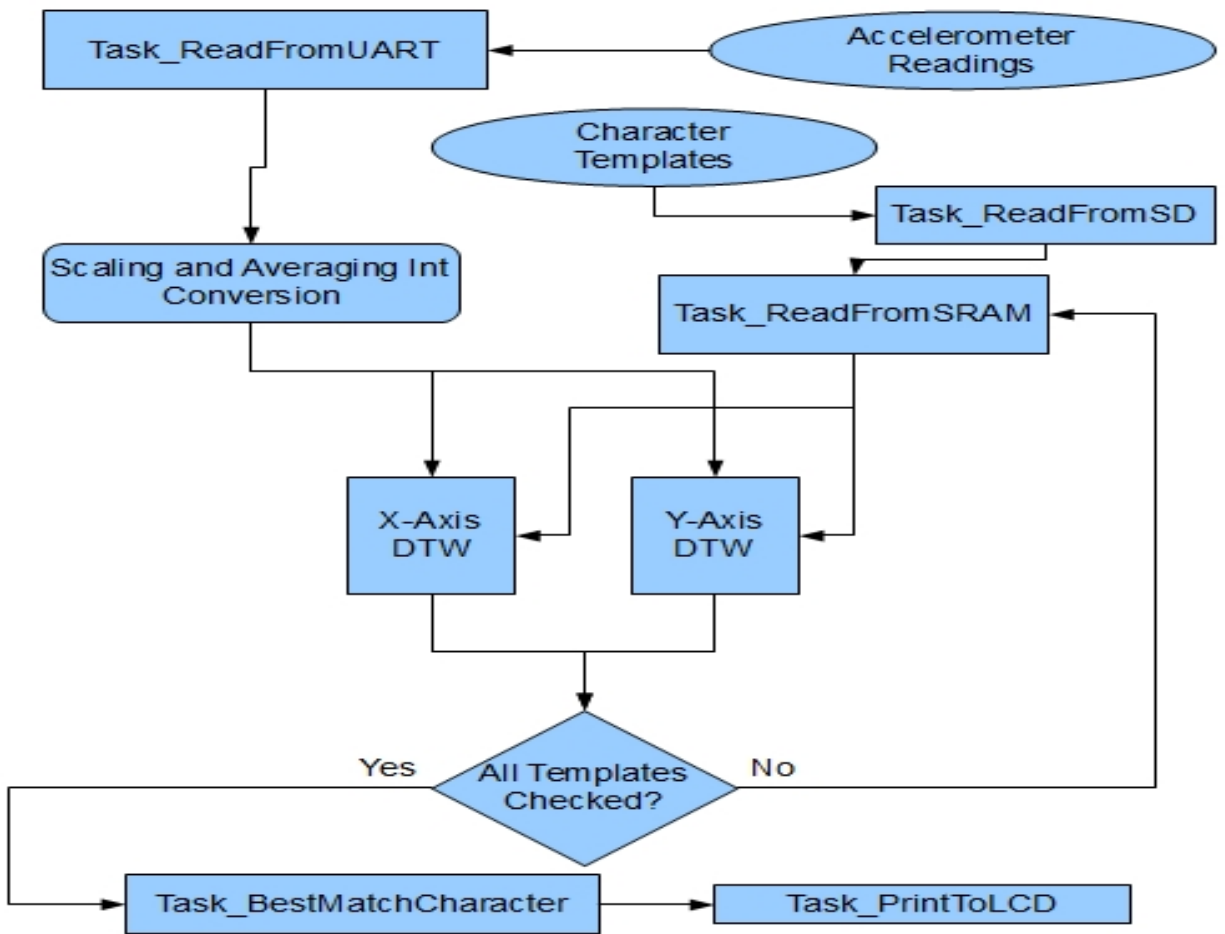 Task_ReadFromUART
Accelerometer
Readings
Character
Templates
Task_ReadFromSD
Scaling and Averaging Int
Conversion
Task_ReadFromSRAM
X-Axis
DTW
Y-Axis
DTW
Yes
All Templates
Checked?
No
Task_BestMatchCharacter
Task_PrintToLCD